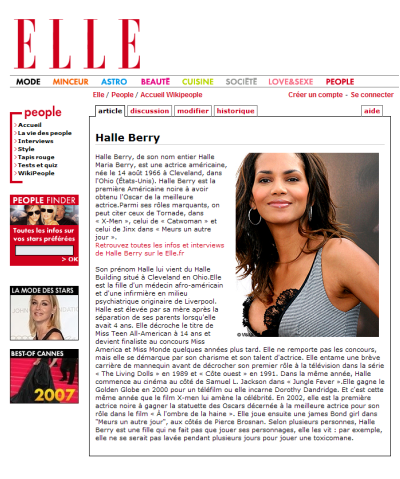 ELLE
MODE MINCEUR ASTRO BEAUTÉ CUISINE SOCIÉTÉ LOVE&SEXE PEOPLE
Elle / People / Accueil Wikipeople
Créer un compte - Se connecter
people
Accueil
La vie des people
Interviews
Style
Tapis rouge
Tests et quiz
WikiPeople
PEOPLE FINDER
Toutes les infos sur
vos stars préférées
> OK
LA MODE DES STARS
BEST-OF CANNES
2007
article discussion modifier historique aide
Halle Berry
Halle Berry, de son nom entier Halle
Maria Berry, est une actrice américaine,
née le 14 août 1966 à Cleveland, dans
l'Ohio (États-Unis). Halle Berry est la
première Américaine noire à avoir
obtenu l'Oscar de la meilleure
actrice.Parmi ses rôles marquants, on
peut citer ceux de Tornade, dans
« X-Men », celui de « Catwoman » et
celui de Jinx dans « Meurs un autre
jour ».
Retrouvez toutes les infos et interviews
de Halle Berry sur le Elle.fr
Son prénom Halle lui vient du Halle
Building situé à Cleveland en Ohio.Elle
est la fille d'un médecin afro-américain
et d'une infirmière en milieu
psychiatrique originaire de Liverpool.
Halle est élevée par sa mère après la
séparation de ses parents lorsqu'elle
avait 4 ans. Elle décroche le titre de
Miss Teen All-American à 14 ans et
devient finaliste au concours Miss
America et Miss Monde quelques années plus tard. Elle ne remporte pas les concours,
mais elle se démarque par son charisme et son talent d'actrice. Elle entame une brève
carrière de mannequin avant de décrocher son premier rôle à la télévision dans la série
« The Living Dolls » en 1989 et « Côte ouest » en 1991. Dans la même année, Halle
commence au cinéma au côté de Samuel L. Jackson dans « Jungle Fever ».Elle gagne le
Golden Globe en 2000 pour un téléfilm ou elle incarne Dorothy Dandridge. Et c'est cette
même année que le film X-men lui amène la célébrité. En 2002, elle est la première
actrice noire à gagner la statuette des Oscars décernée à la meilleure actrice pour son
rôle dans le film « À l'ombre de la haine ». Elle joue ensuite une james Bond girl dans
"Meurs un autre jour", aux côtés de Pierce Brosnan. Selon plusieurs personnes, Halle
Berry est une fille qui ne fait pas que jouer ses personnages, elle les vit : par exemple,
elle ne se serait pas levée pendant plusieurs jours pour jouer une toxicomane.